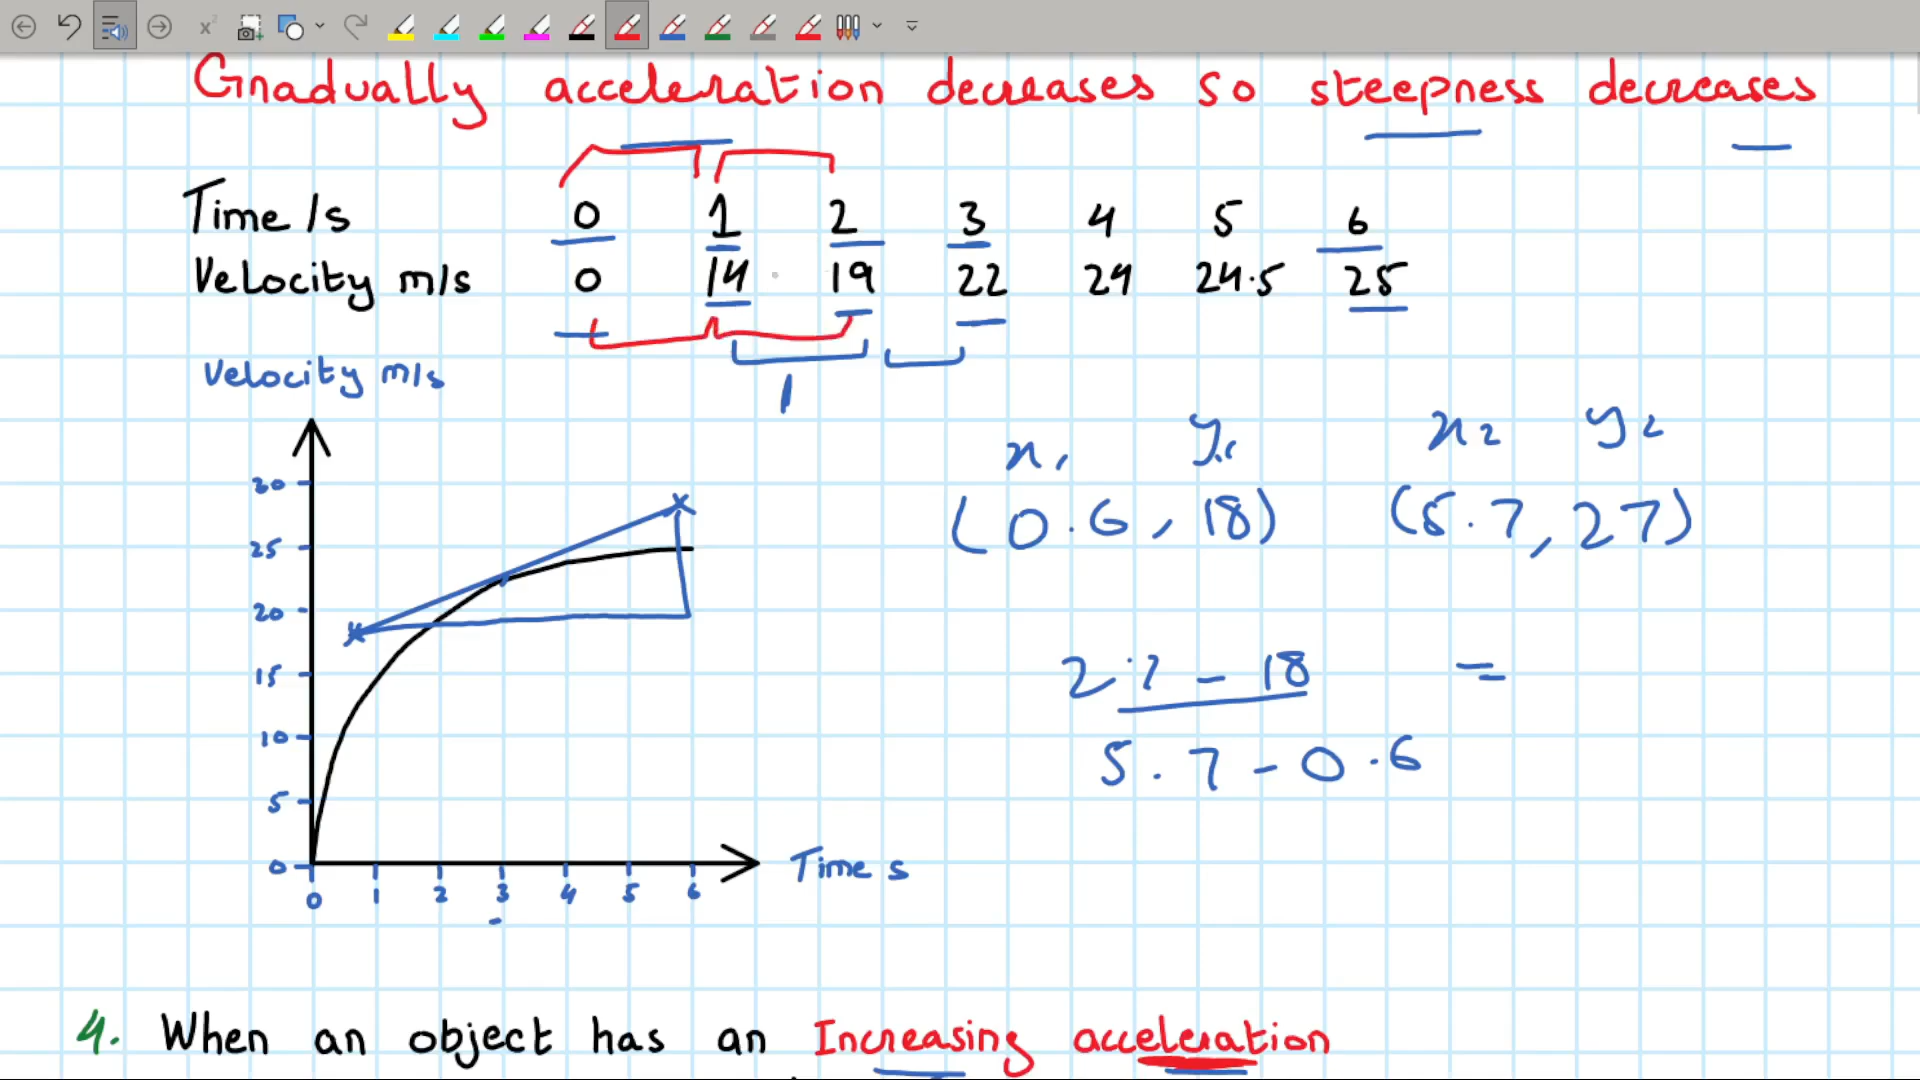 Gradually acceleration decreases so steepness decreases
Time /s 0 1 2 3 4 5 6
Velocity m/s 0 14 19 22 24 24.5 25
Velocity m/s
x1 y1 x2 y2
(0.6, 18) (5.7, 27)
27 - 18 =
5.7 - 0.6
30
25
20
15
10
5
0
0 1 2 3 4 5 6
Time s
4. When an object has an Increasing acceleration